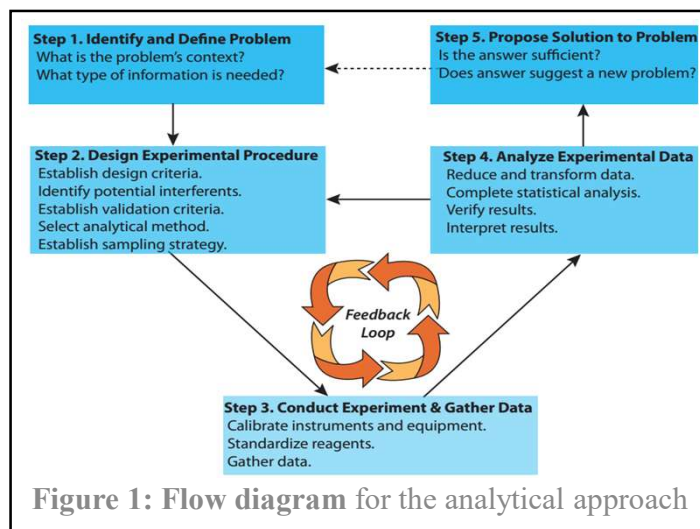 Step 1. Identify and Define Problem
What is the problem's context?
What type of information is needed?
Step 5. Propose Solution to Problem
Is the answer sufficient?
Does answer suggest a new problem?
Step 2. Design Experimental Procedure
Establish design criteria.
Identify potential interferents.
Establish validation criteria.
Select analytical method.
Establish sampling strategy.
Step 4. Analyze Experimental Data
Reduce and transform data.
Complete statistical analysis.
Verify results.
Interpret results.
Feedback
Loop
Step 3. Conduct Experiment & Gather Data
Calibrate instruments and equipment.
Standardize reagents.
Gather data.
Figure 1: Flow diagram for the analytical approach